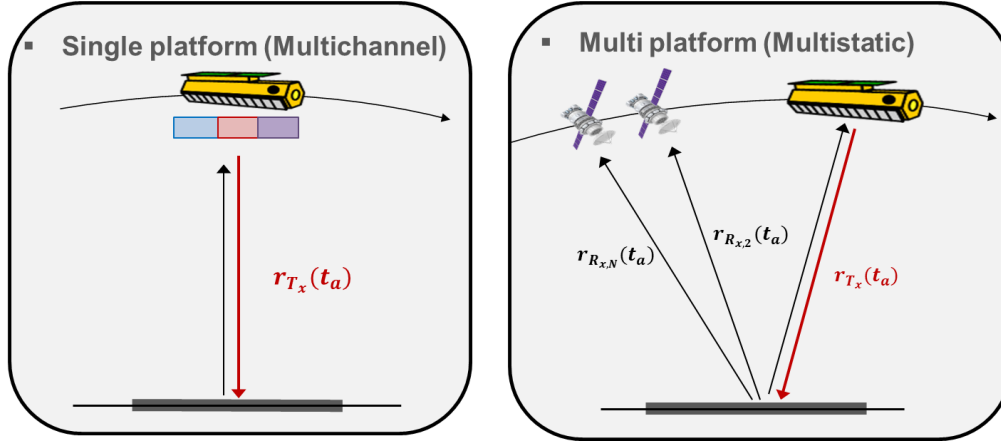 ▪ Single platform (Multichannel)
r_{T_x}(t_a)
▪ Multi platform (Multistatic)
r_{R_{x,N}}(t_a)
r_{R_{x,2}}(t_a)
r_{T_x}(t_a)